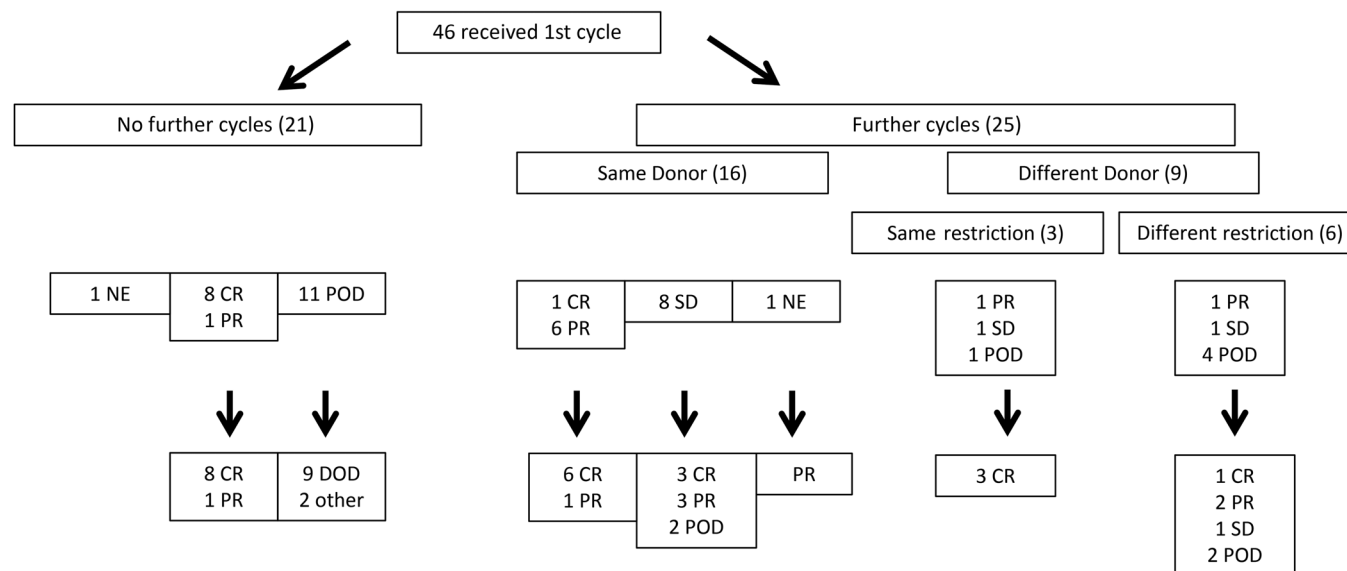 46 received 1st cycle
No further cycles (21)
Further cycles (25)
Same Donor (16)
Different Donor (9)
Same restriction (3)
Different restriction (6)
1 NE
8 CR
1 PR
11 POD
1 CR
6 PR
8 SD
1 NE
1 PR
1 SD
1 POD
1 PR
1 SD
4 POD
8 CR
1 PR
9 DOD
2 other
6 CR
1 PR
3 CR
3 PR
2 POD
PR
3 CR
1 CR
2 PR
1 SD
2 POD